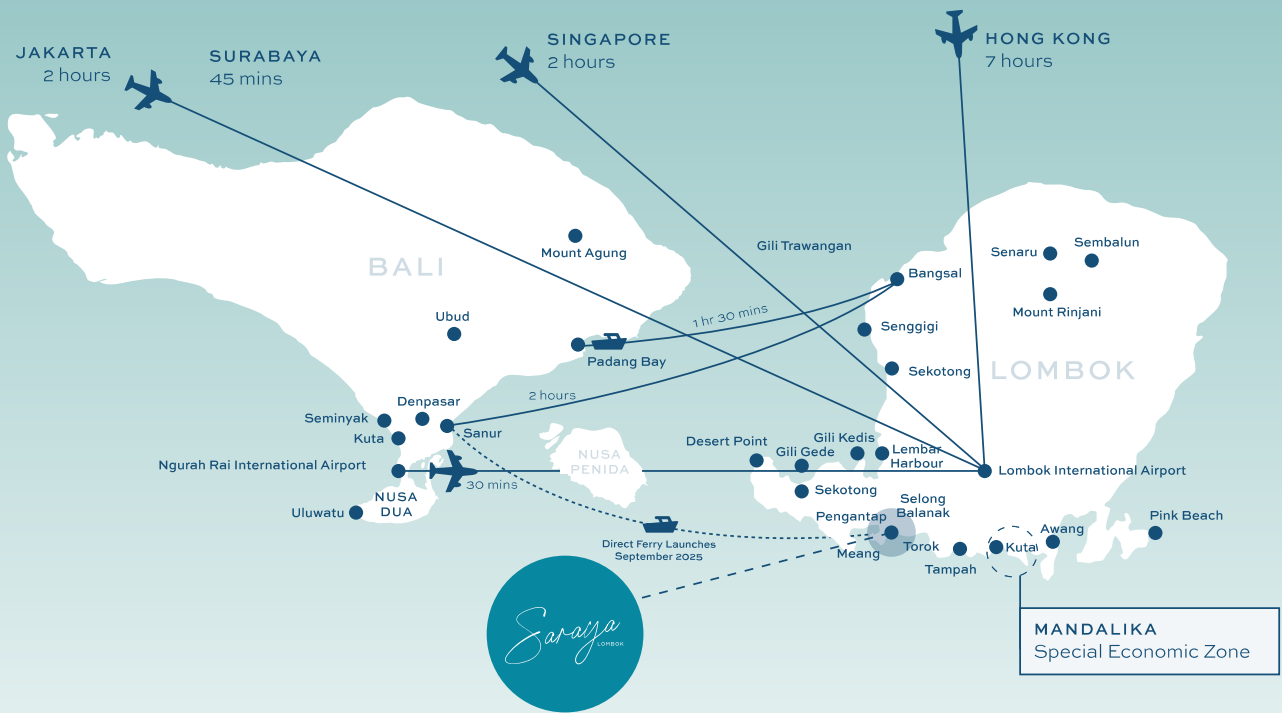 JAKARTA
2 hours
SURABAYA
45 mins
SINGAPORE
2 hours
HONG KONG
7 hours
BALI
Mount Agung
Ubud
Padang Bay
1 hr 30 mins
2 hours
Denpasar
Seminyak
Kuta
Sanur
Ngurah Rai International Airport
30 mins
NUSA
DUA
Uluwatu
NUSA
PENIDA
Direct Ferry Launches
September 2025
Saraya
LOMBOK
Gili Trawangan
Bangsal
Senaru
Sembalun
Mount Rinjani
Senggigi
Sekotong
LOMBOK
Desert Point
Gili Gede
Gili Kedis
Lembar
Harbour
Lombok International Airport
Sekotong
Selong
Balanak
Pengantap
Meang
Torok
Tampah
Kuta
Awang
Pink Beach
MANDALIKA
Special Economic Zone